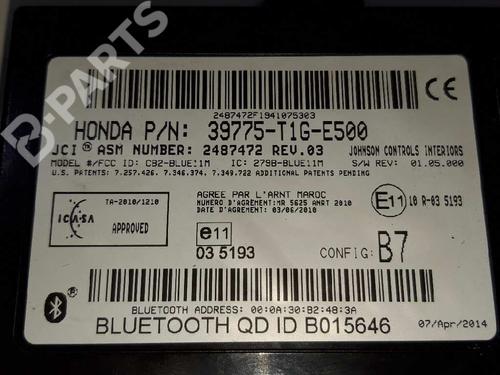 B-PARTS
2487472F1941075303
HONDA P/N: 39775-T1G-E500
JCI ASM NUMBER: 2487472 REV.03 JOHNSON CONTROLS INTERIORS
MODEL #/FCC ID: CB2-BLUE11M IC: 279B-BLUE11M S/W REV: 01.05.000
U.S. PATENTS: 7.257.426. 7.346.374. 7.349.722 ADDITIONAL PATENTS PENDING
TA-2010/1210
ICASA
APPROVED
AGREE PAR L'ARNT MAROC
NUMERO D'AGREMENT:MR 5625 ANRT 2010
DATE D'AGREMENT: 03/06/2010
E11 10 R-03 5193
e11
03 5193
CONFIG: B7
BLUETOOTH ADDRESS: 00:0A:30:B2:48:3A
BLUETOOTH QD ID B015646
07/Apr/2014